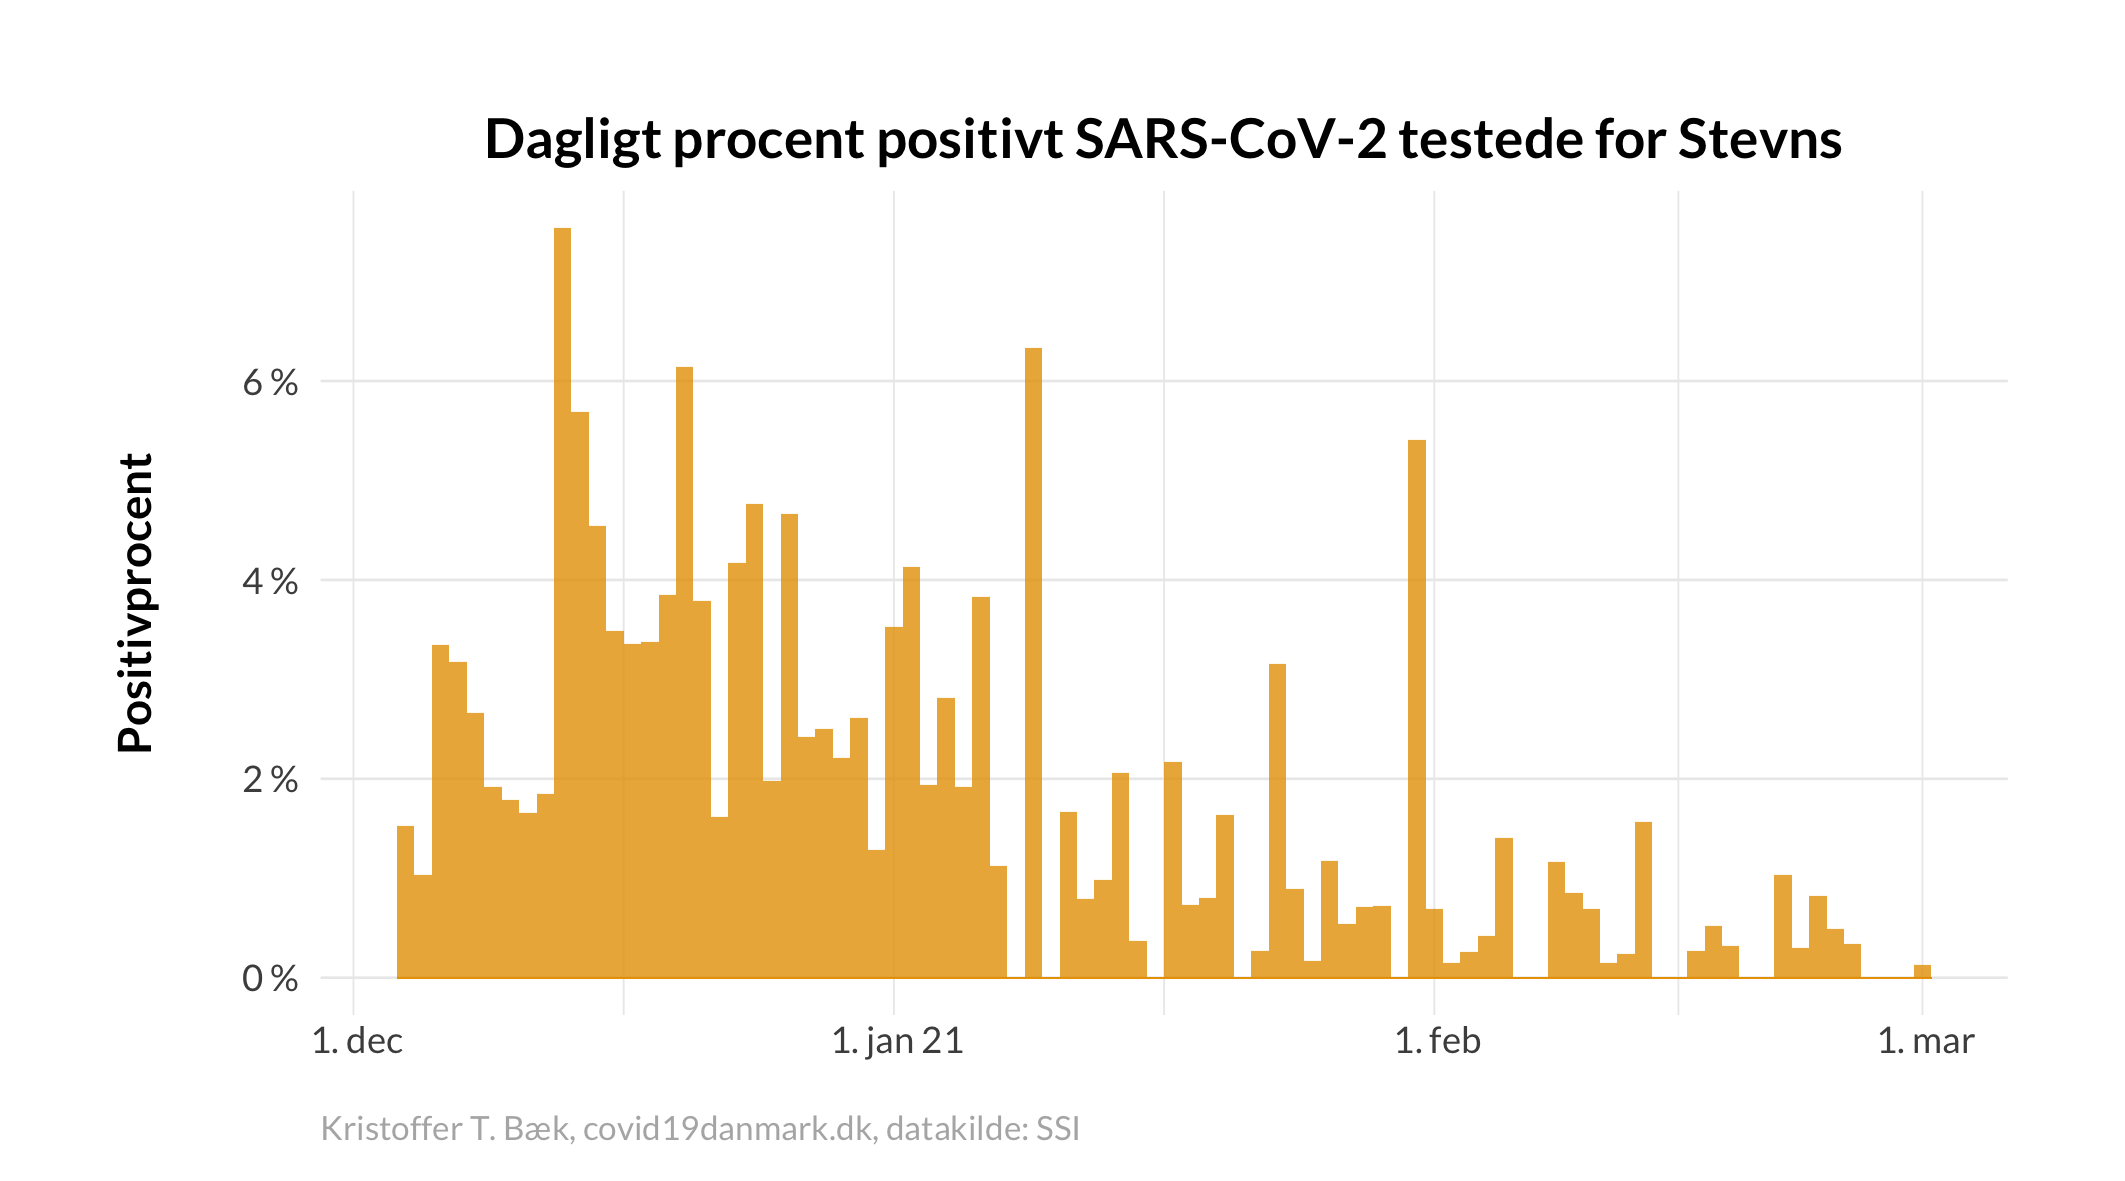 Dagligt procent positivt SARS-CoV-2 testede for Stevns
Positivprocent
6 %
4 %
2 %
0 %
1. dec
1. jan 21
1. feb
1. mar
Kristoffer T. Bæk, covid19danmark.dk, datakilde: SSI